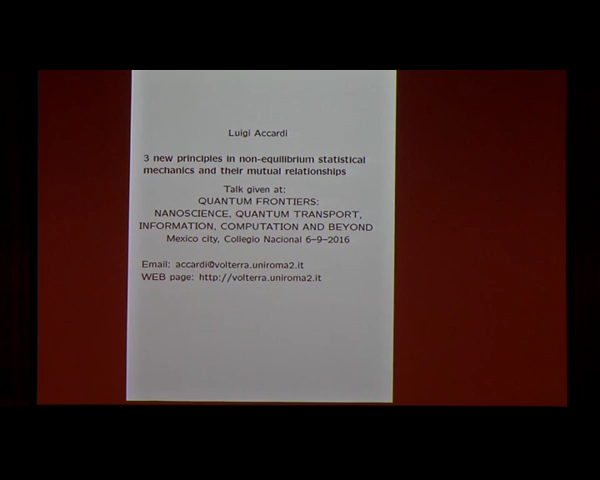 Luigi Accardi
3 new principles in non-equilibrium statistical
mechanics and their mutual relationships
Talk given at:
QUANTUM FRONTIERS:
NANOSCIENCE, QUANTUM TRANSPORT,
INFORMATION, COMPUTATION AND BEYOND
Mexico city, Collegio Nacional 6-9-2016
Email: accardi@volterra.uniroma2.it
WEB page: http://volterra.uniroma2.it